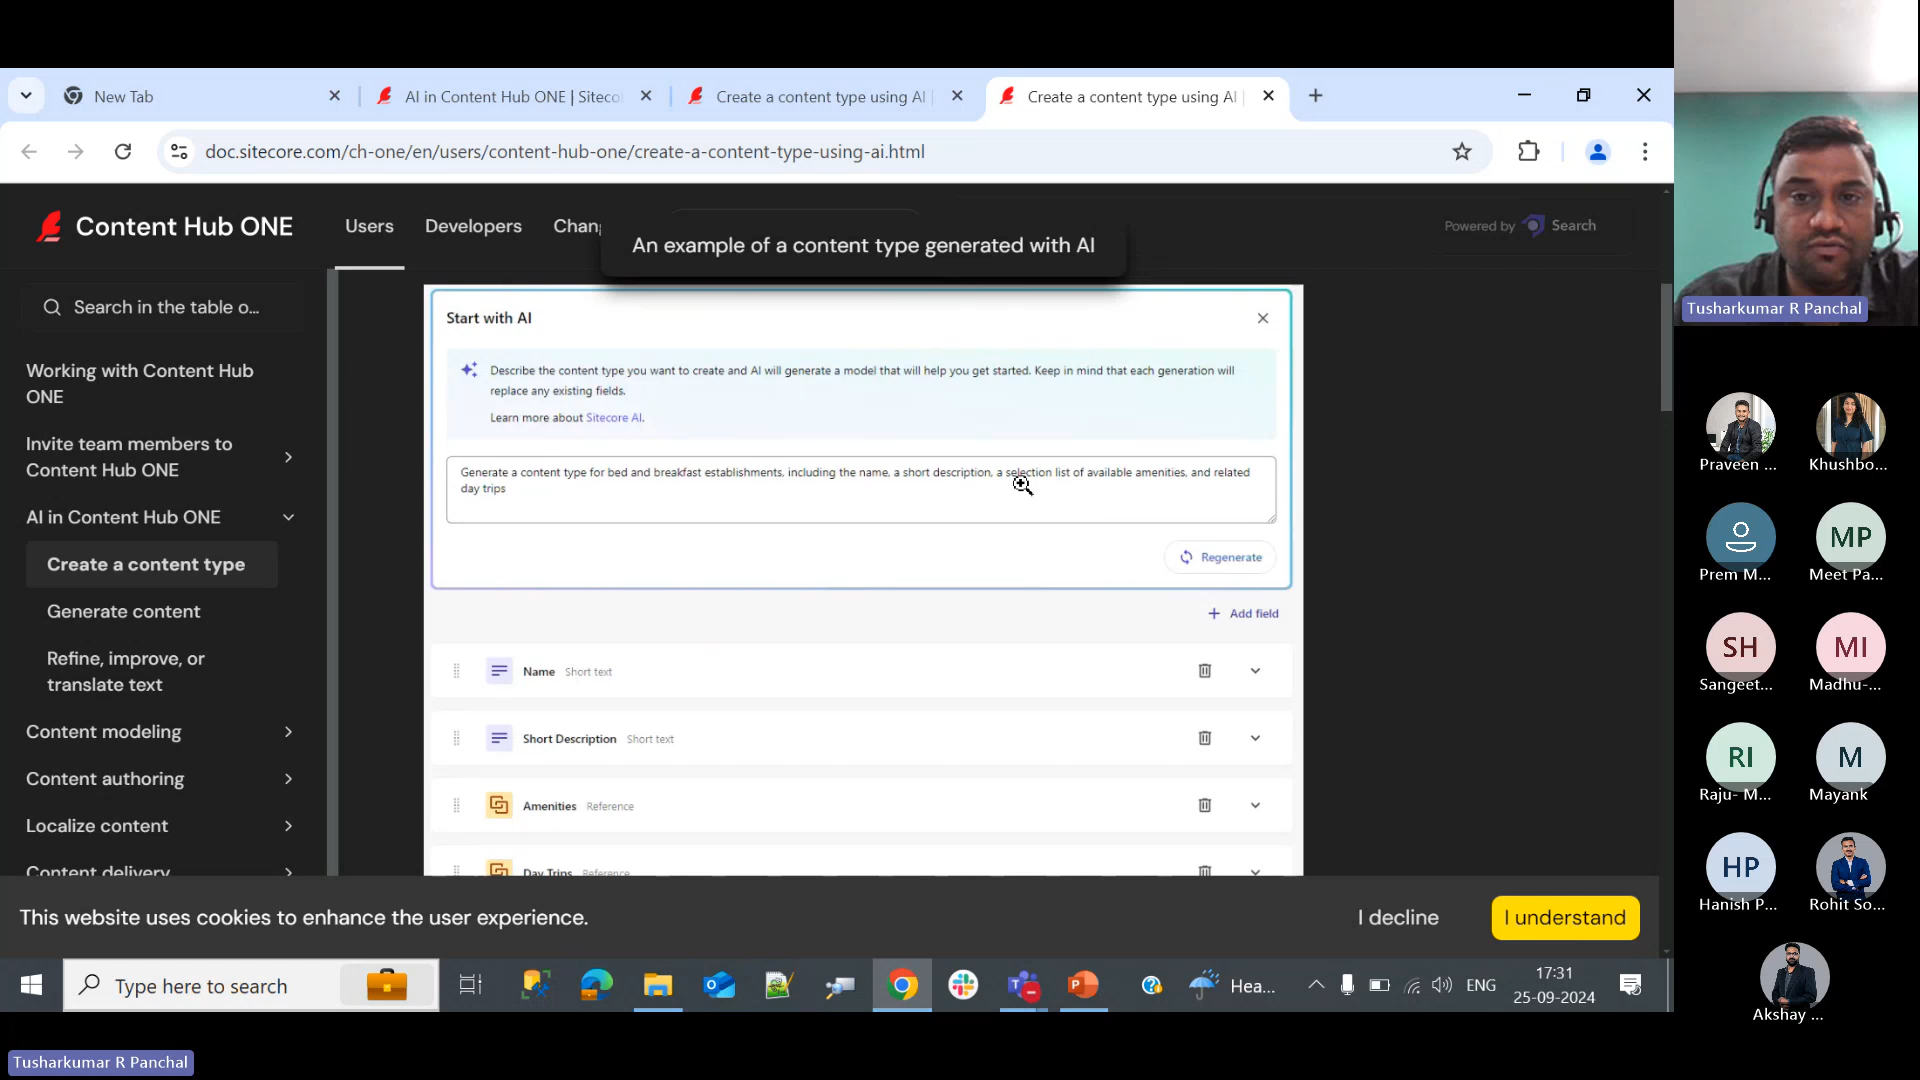 New Tab
AI in Content Hub ONE | Siteco
Create a content type using AI |
Create a content type using AI |
doc.sitecore.com/ch-one/en/users/content-hub-one/create-a-content-type-using-ai.html
Content Hub ONE
Users
Developers
Chang
Powered by
Search
An example of a content type generated with AI
Search in the table o...
Working with Content Hub
ONE
Invite team members to
Content Hub ONE
AI in Content Hub ONE
Create a content type
Generate content
Refine, improve, or
translate text
Content modeling
Content authoring
Localize content
Content delivery
Start with AI
Describe the content type you want to create and AI will generate a model that will help you get started. Keep in mind that each generation will
replace any existing fields.
Learn more about Sitecore AI.
Generate a content type for bed and breakfast establishments, including the name, a short description, a selection list of available amenities, and related
day trips
Regenerate
Add field
Name Short text
Short Description Short text
Amenities Reference
Day Trips Reference
This website uses cookies to enhance the user experience.
I decline
I understand
Type here to search
Hea...
ENG
17:31
25-09-2024
Tusharkumar R Panchal
Praveen ...
Khushbo...
Prem M...
MP
Meet Pa...
SH
Sangeet...
MI
Madhu-...
RI
Raju- M...
M
Mayank
HP
Hanish P...
Rohit So...
Akshay ...
Tusharkumar R Panchal